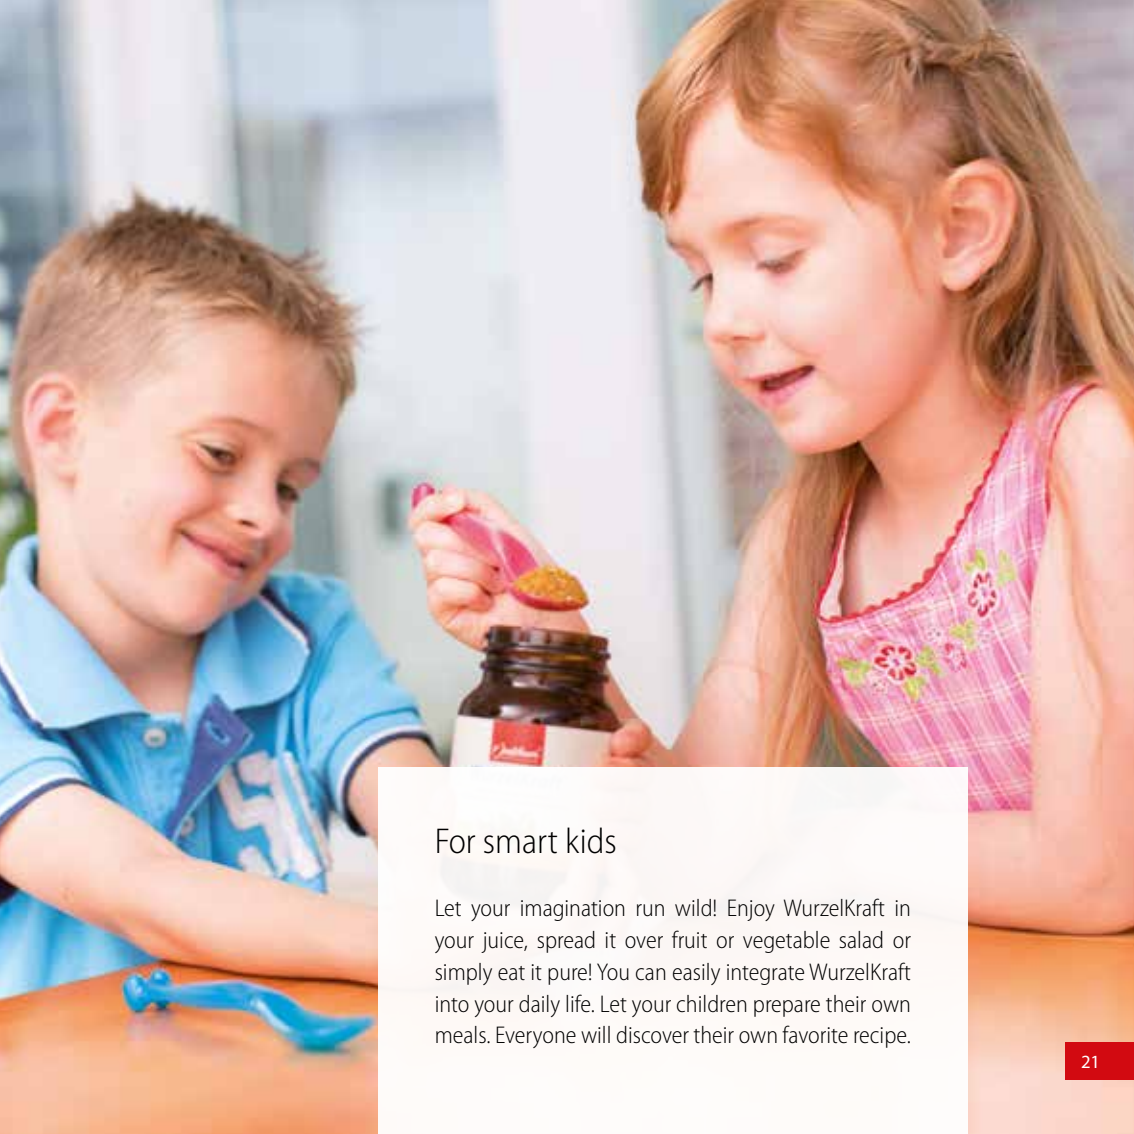 For smart kids
Let your imagination run wild! Enjoy WurzelKraft in
your juice, spread it over fruit or vegetable salad or
simply eat it pure! You can easily integrate WurzelKraft
into your daily life. Let your children prepare their own
meals. Everyone will discover their own favorite recipe.
21